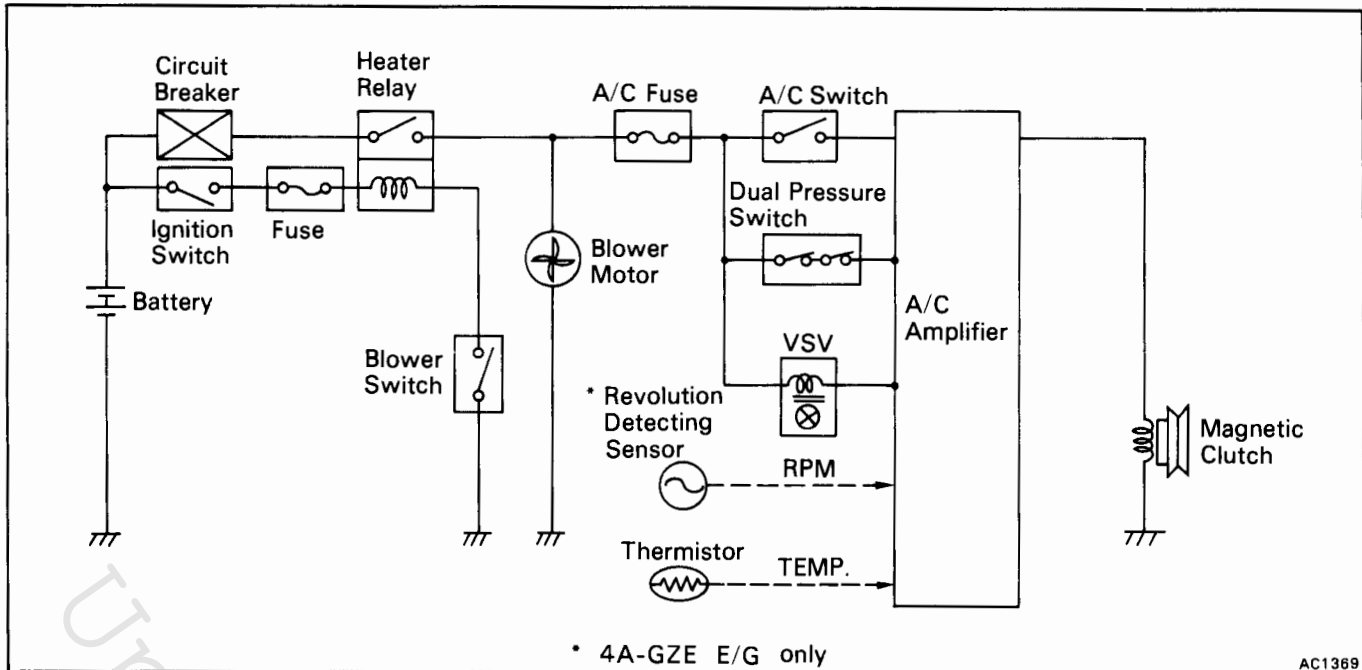 Circuit
Breaker
Heater
Relay
A/C Fuse
A/C Switch
Ignition
Switch
Fuse
Dual Pressure
Switch
Blower
Motor
Battery
A/C
Amplifier
Blower
Switch
VSV
* Revolution
Detecting
Sensor
Magnetic
Clutch
RPM
Thermistor
TEMP.
* 4A-GZE E/G only
AC1369